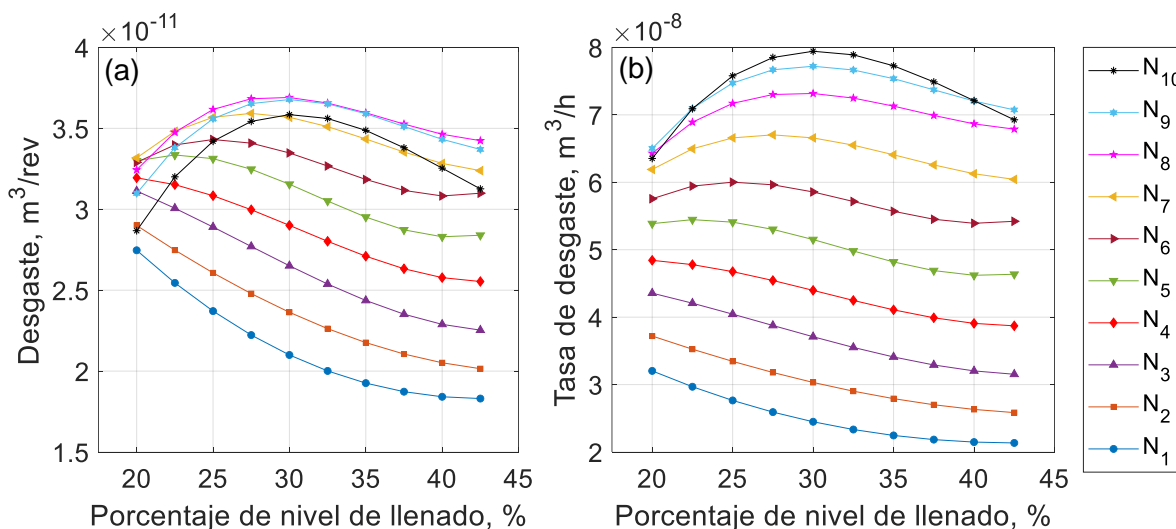 ×10⁻¹¹
(a)
4
3.5
3
2.5
2
1.5
Desgaste, m³/rev
20 25 30 35 40 45
Porcentaje de nivel de llenado, %
×10⁻⁸
(b)
8
7
6
5
4
3
2
Tasa de desgaste, m³/h
20 25 30 35 40 45
Porcentaje de nivel de llenado, %
N₁₀
N₉
N₈
N₇
N₆
N₅
N₄
N₃
N₂
N₁